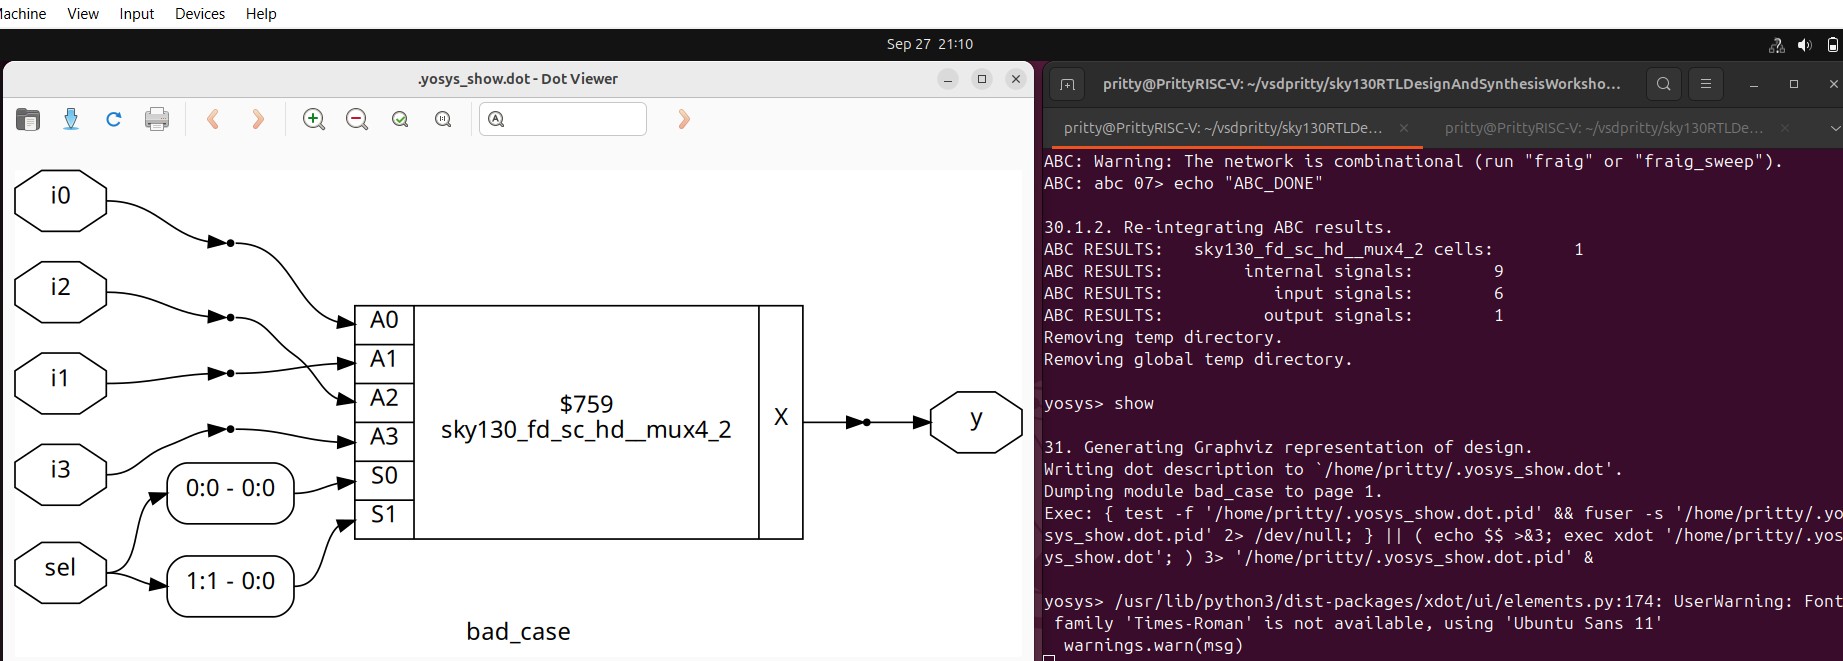 Machine View Input Devices Help
Sep 27 21:10
.yosys_show.dot - Dot Viewer
i0
i2
i1
i3
sel
0:0 - 0:0
1:1 - 0:0
A0
A1
A2
A3
S0
S1
$759
sky130_fd_sc_hd__mux4_2
X
y
bad_case
pritty@PrittyRISC-V: ~/vsdpritty/sky130RTLDesignAndSynthesisWorksho...
pritty@PrittyRISC-V: ~/vsdpritty/sky130RTLDe... pritty@PrittyRISC-V: ~/vsdpritty/sky130RTLDe...
ABC: Warning: The network is combinational (run "fraig" or "fraig_sweep").
ABC: abc 07> echo "ABC_DONE"
30.1.2. Re-integrating ABC results.
ABC RESULTS: sky130_fd_sc_hd__mux4_2 cells: 1
ABC RESULTS: internal signals: 9
ABC RESULTS: input signals: 6
ABC RESULTS: output signals: 1
Removing temp directory.
Removing global temp directory.
yosys> show
31. Generating Graphviz representation of design.
Writing dot description to `/home/pritty/.yosys_show.dot'.
Dumping module bad_case to page 1.
Exec: { test -f '/home/pritty/.yosys_show.dot.pid' && fuser -s '/home/pritty/.yo
sys_show.dot.pid' 2> /dev/null; } || ( echo $$ >&3; exec xdot '/home/pritty/.yos
ys_show.dot'; ) 3> '/home/pritty/.yosys_show.dot.pid' &
yosys> /usr/lib/python3/dist-packages/xdot/ui/elements.py:174: UserWarning: Font
family 'Times-Roman' is not available, using 'Ubuntu Sans 11'
warnings.warn(msg)